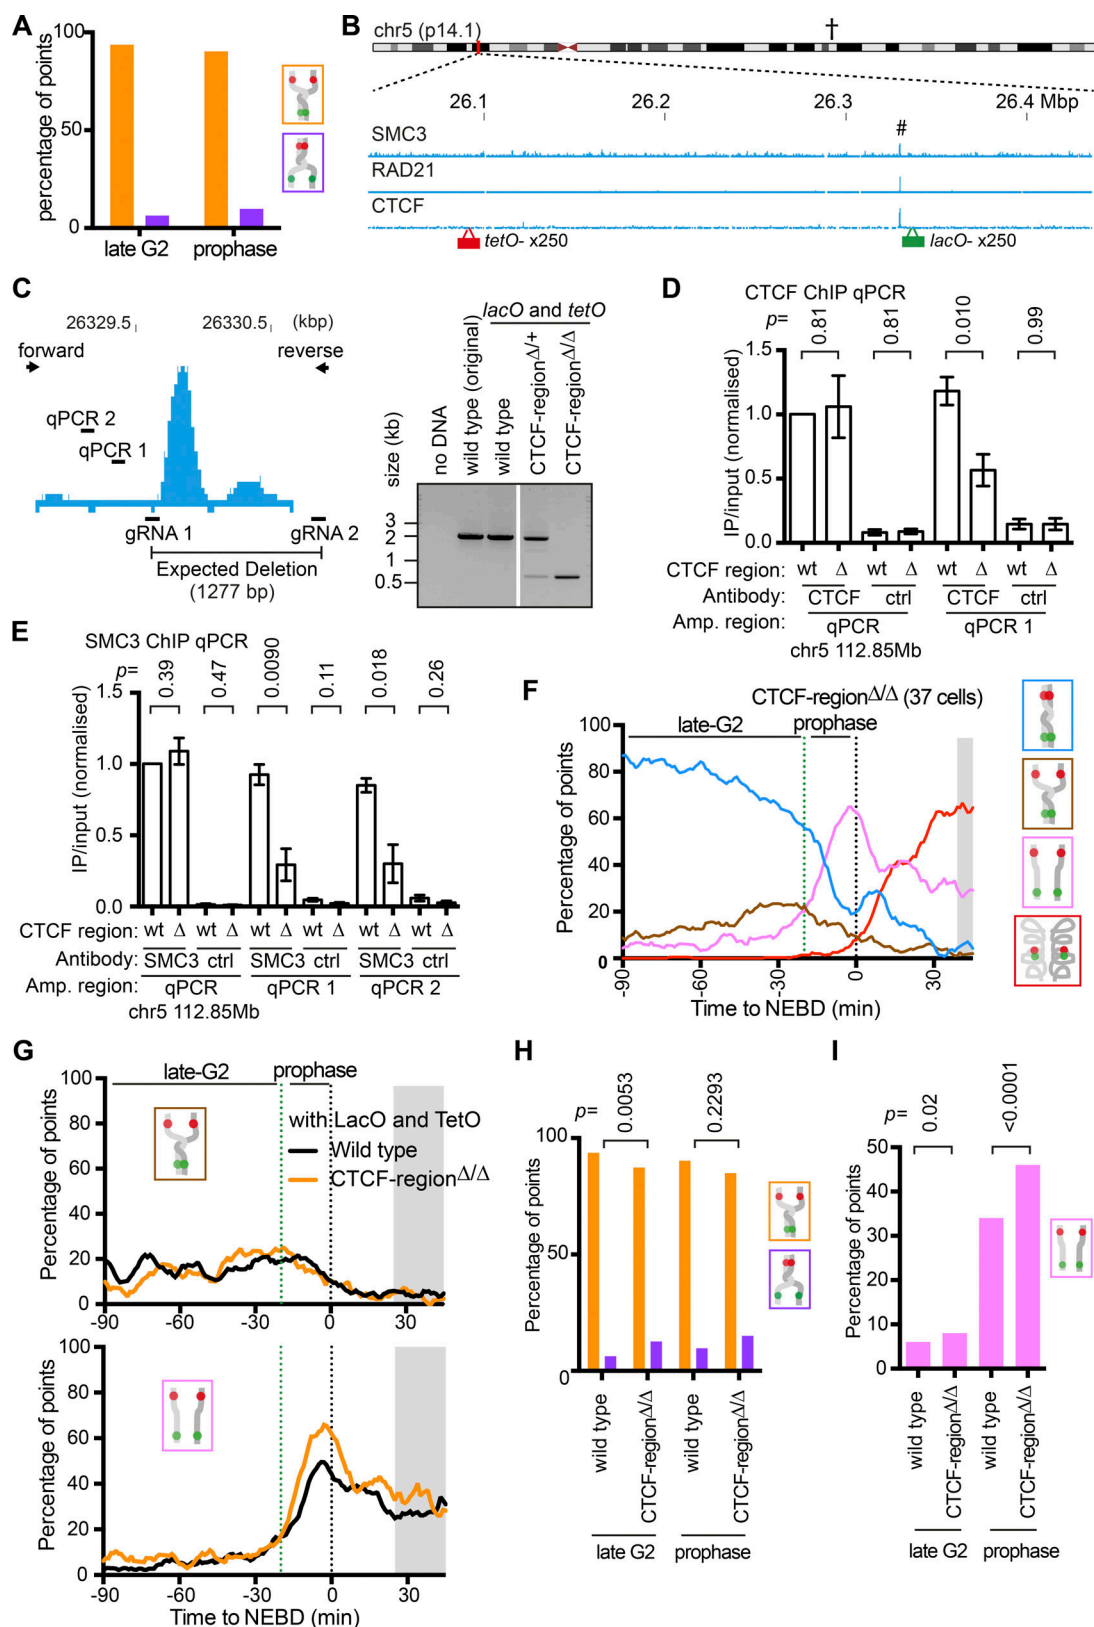 A
percentage of points
100
50
0
late G2
prophase
B
chr5 (p14.1)
†
26.1
26.2
26.3
26.4 Mbp
SMC3
#
RAD21
CTCF
tetO- x250
lacO- x250
C
26329.5
26330.5
(kbp)
forward
reverse
qPCR 2
qPCR 1
gRNA 1
gRNA 2
Expected Deletion
(1277 bp)
lacO and tetO
size (kb)
no DNA
wild type (original)
wild type
CTCF-regionΔ/+
CTCF-regionΔ/Δ
3
2
1
0.5
D
CTCF ChIP qPCR
p=
0.81
0.81
0.010
0.99
IP/input (normalised)
1.5
1.0
0.5
0.0
CTCF region: wt Δ wt Δ wt Δ wt Δ
Antibody: CTCF ctrl CTCF ctrl
Amp. region: qPCR qPCR 1
chr5 112.85Mb
E
SMC3 ChIP qPCR
p=
0.39
0.47
0.0090
0.11
0.018
0.26
IP/input (normalised)
1.5
1.0
0.5
0.0
CTCF region: wt Δ wt Δ wt Δ wt Δ wt Δ wt Δ
Antibody: SMC3 ctrl SMC3 ctrl SMC3 ctrl
Amp. region: qPCR qPCR 1 qPCR 2
chr5 112.85Mb
F
CTCF-regionΔ/Δ (37 cells)
late-G2
prophase
Percentage of points
100
80
60
40
20
0
-90
-60
-30
0
30
Time to NEBD (min)
G
late-G2
prophase
Percentage of points
100
80
60
40
20
0
with LacO and TetO
Wild type
CTCF-regionΔ/Δ
-90
-60
-30
0
30
Percentage of points
100
80
60
40
20
0
-90
-60
-30
0
30
Time to NEBD (min)
H
p=
0.0053
0.2293
Percentage of points
100
50
0
wild type
CTCF-regionΔ/Δ
wild type
CTCF-regionΔ/Δ
late G2
prophase
I
p=
0.02
<0.0001
Percentage of points
50
40
30
20
10
0
wild type
CTCF-regionΔ/Δ
wild type
CTCF-regionΔ/Δ
late G2
prophase